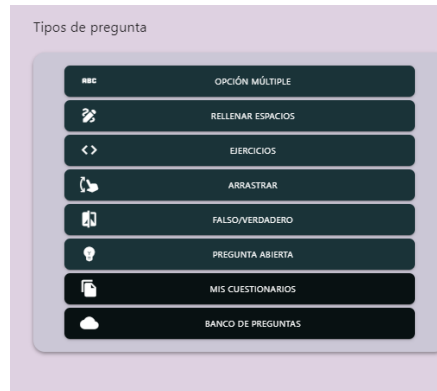 Tipos de pregunta
ABC OPCIÓN MÚLTIPLE
RELLENAR ESPACIOS
EJERCICIOS
ARRASTRAR
FALSO/VERDADERO
PREGUNTA ABIERTA
MIS CUESTIONARIOS
BANCO DE PREGUNTAS